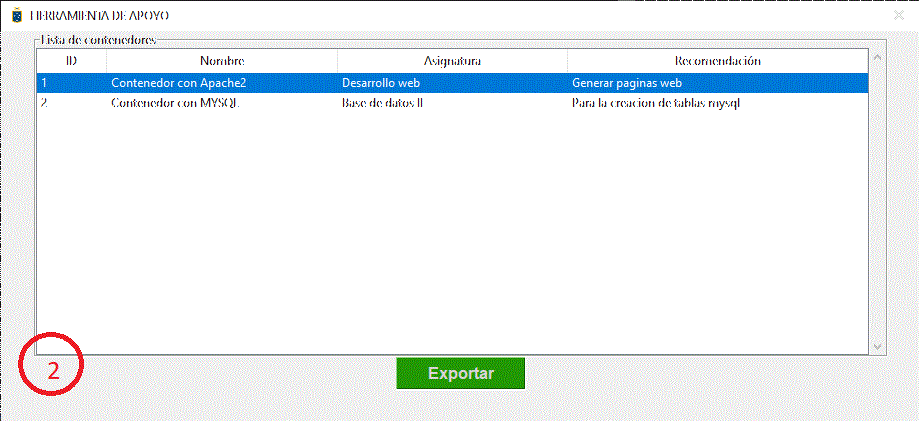 HERRAMIENTA DE APOYO
Lista de contenedores
ID Nombre Asignatura Recomendación
1 Contenedor con Apache2 Desarrollo web Generar paginas web
2 Contenedor con MYSQL Base de datos II Para la creacion de tablas mysql
2
Exportar